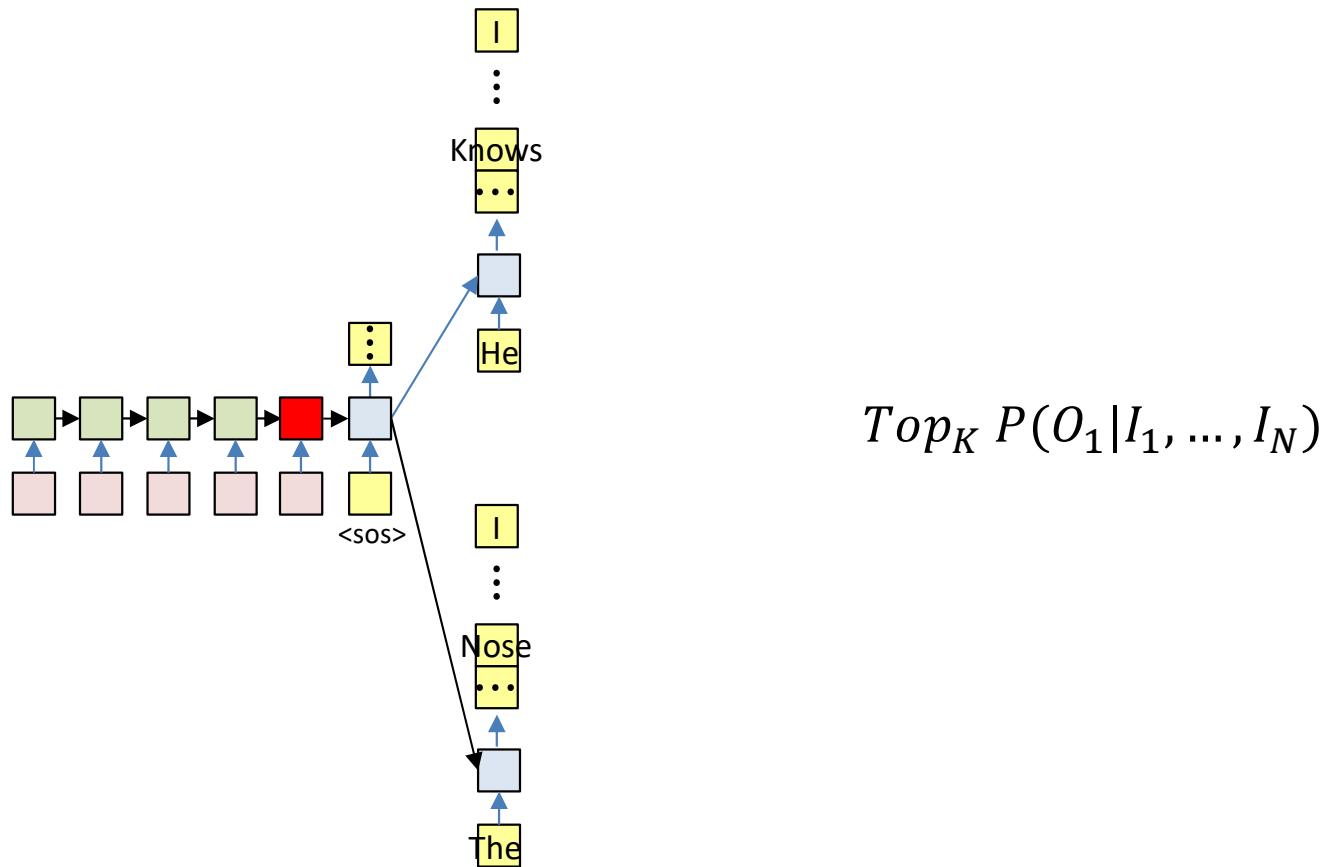 I
⋮
Knows
…
He
⋮
<sos>
I
⋮
Nose
…
The
Top_K P(O_1|I_1, …, I_N)